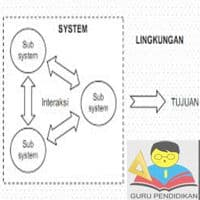 SYSTEM
LINGKUNGAN
Sub
system
Interaksi
Sub
system
TUJUAN
Sub
system
GURU PENDIDIKAN